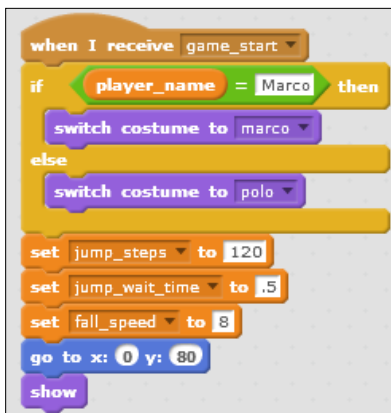 when I receive game_start
if player_name = Marco then
switch costume to marco
else
switch costume to polo
set jump_steps to 120
set jump_wait_time to .5
set fall_speed to 8
go to x: 0 y: 80
show